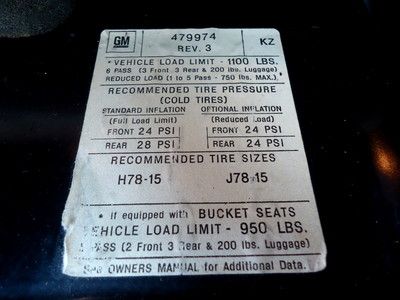 GM 479974 KZ
REV. 3
• VEHICLE LOAD LIMIT - 1100 LBS.
6 PASS (3 Front 3 Rear & 200 lbs. Luggage)
REDUCED LOAD (1 to 5 Pass - 750 lbs. MAX.)
RECOMMENDED TIRE PRESSURE
(COLD TIRES)
STANDARD INFLATION OPTIONAL INFLATION
(Full Load Limit) (Reduced Load)
FRONT 24 PSI FRONT 24 PSI
REAR 28 PSI REAR 24 PSI
RECOMMENDED TIRE SIZES
H78-15 J78-15
• If equipped with BUCKET SEATS
VEHICLE LOAD LIMIT - 950 LBS.
PASS (2 Front 3 Rear & 200 lbs. Luggage)
OWNERS MANUAL for Additional Data.